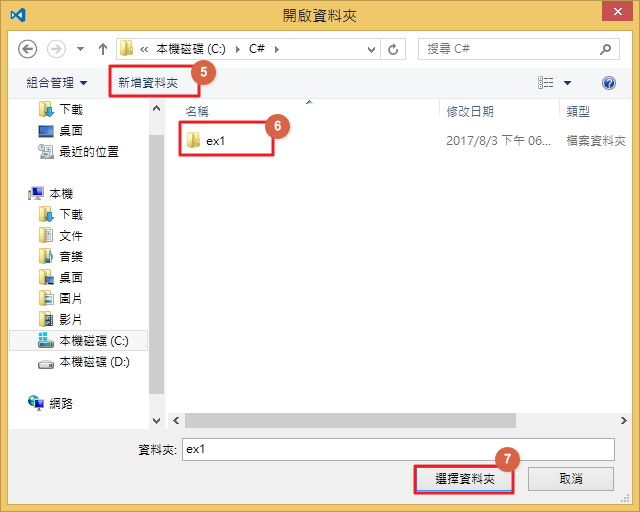 開啟資料夾
« 本機磁碟 (C:) C#
搜尋 C#
組合管理 新增資料夾 5
名稱 修改日期 類型
6
ex1 2017/8/3 下午 06... 檔案資料夾
下載
桌面
最近的位置
本機
下載
文件
音樂
桌面
圖片
影片
本機磁碟 (C:)
本機磁碟 (D:)
網路
資料夾: ex1
7
選擇資料夾 取消